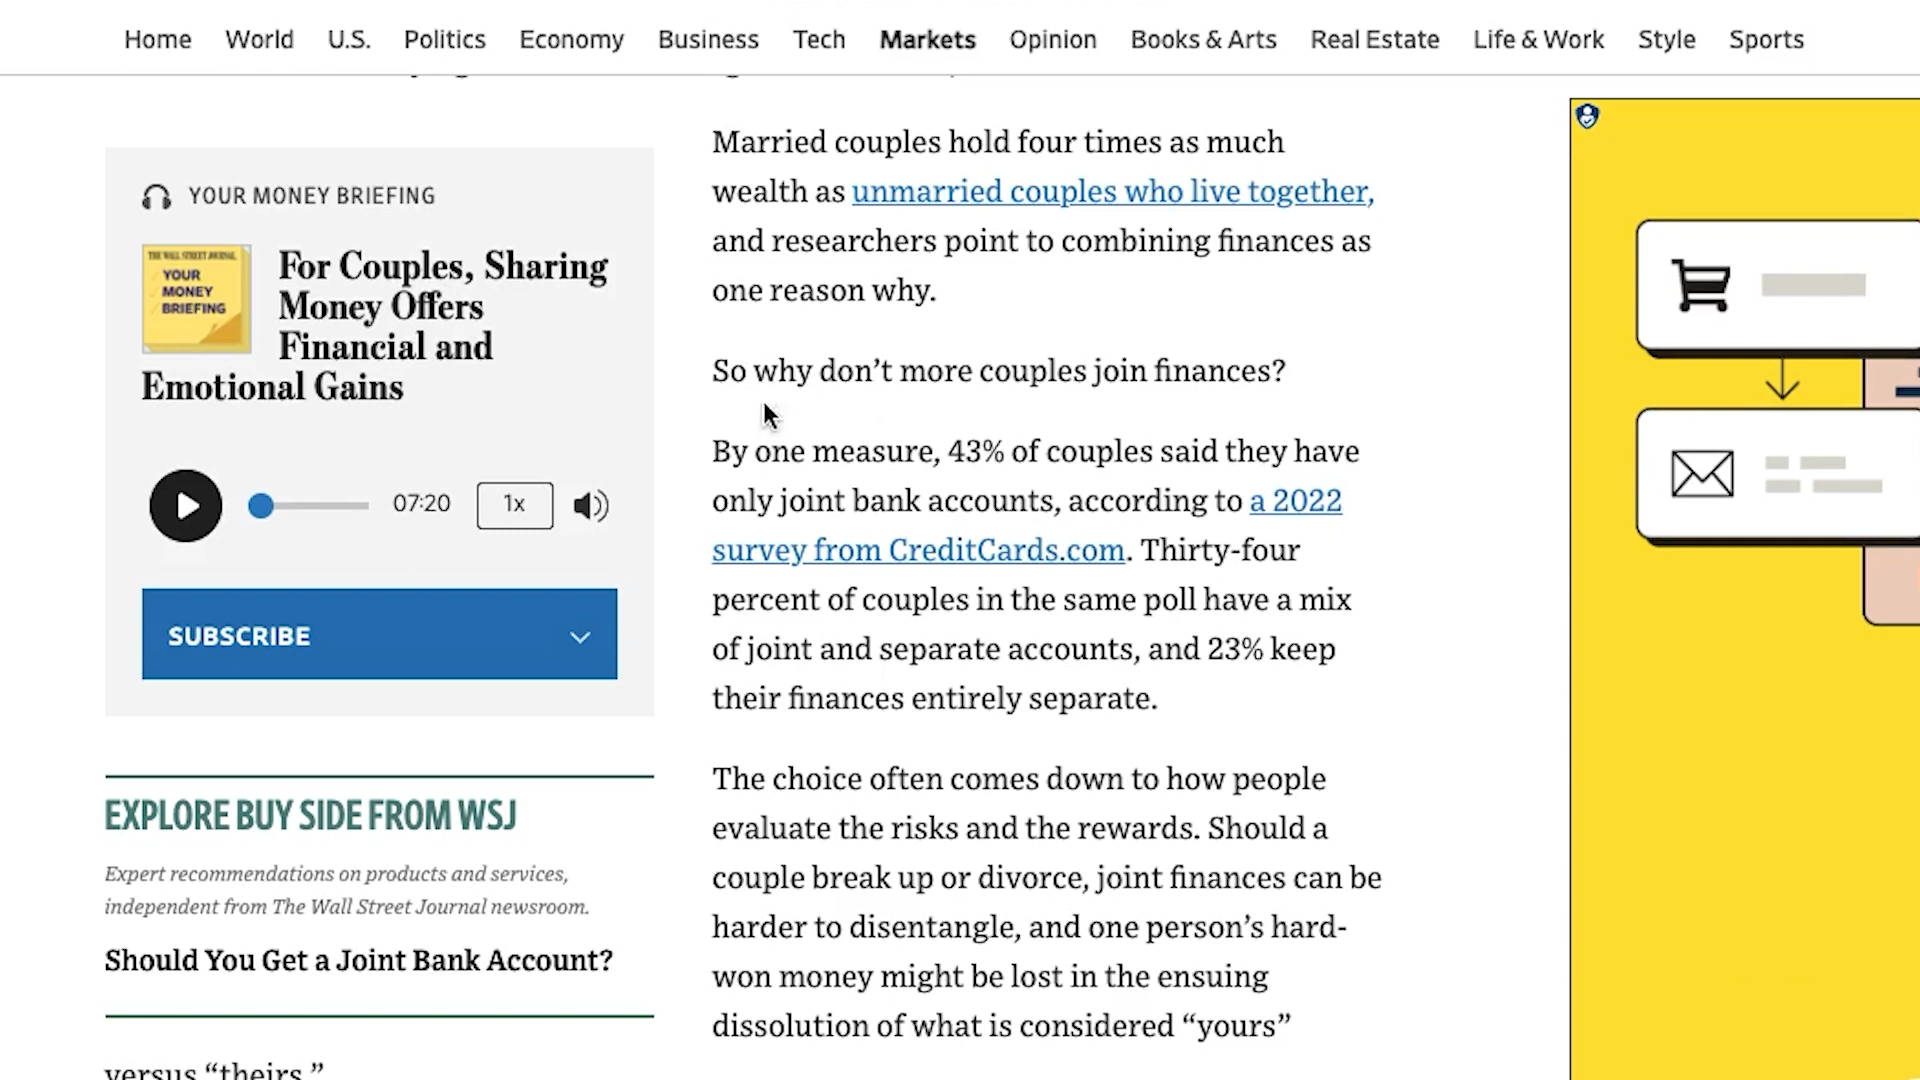 Home World U.S. Politics Economy Business Tech Markets Opinion Books & Arts Real Estate Life & Work Style Sports
YOUR MONEY BRIEFING
THE WALL STREET JOURNAL.
YOUR
MONEY
BRIEFING
For Couples, Sharing
Money Offers
Financial and
Emotional Gains
07:20 1x
SUBSCRIBE
EXPLORE BUY SIDE FROM WSJ
Expert recommendations on products and services,
independent from The Wall Street Journal newsroom.
Should You Get a Joint Bank Account?
Married couples hold four times as much
wealth as unmarried couples who live together,
and researchers point to combining finances as
one reason why.
So why don’t more couples join finances?
By one measure, 43% of couples said they have
only joint bank accounts, according to a 2022
survey from CreditCards.com. Thirty-four
percent of couples in the same poll have a mix
of joint and separate accounts, and 23% keep
their finances entirely separate.
The choice often comes down to how people
evaluate the risks and the rewards. Should a
couple break up or divorce, joint finances can be
harder to disentangle, and one person’s hard-
won money might be lost in the ensuing
dissolution of what is considered “yours”
versus “theirs.”